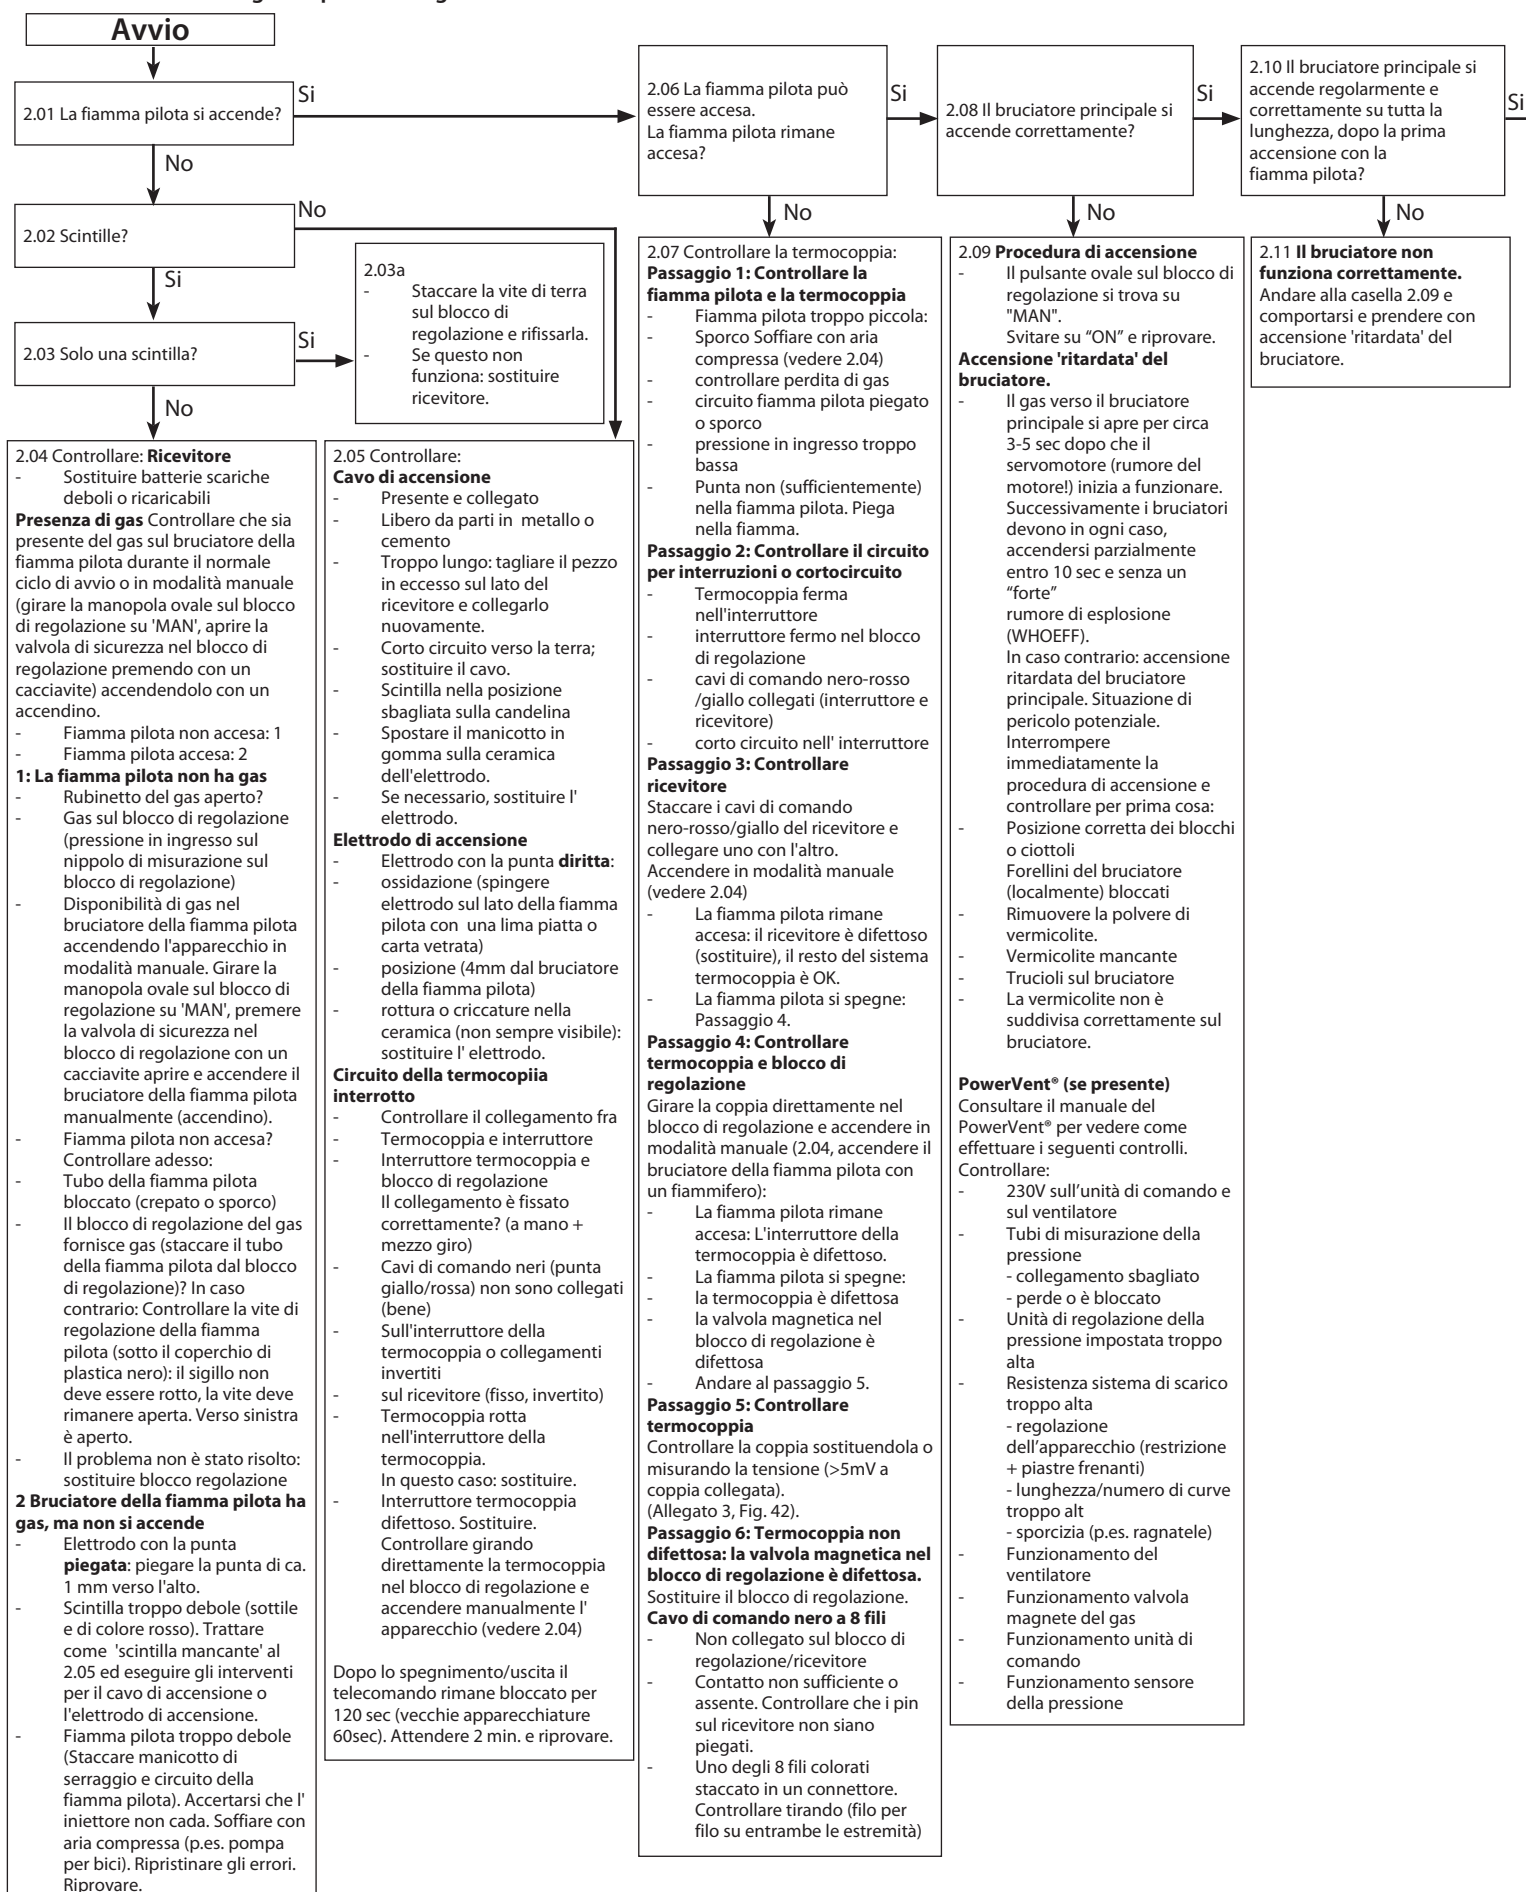 Avvio
2.01 La fiamma pilota si accende?
Si
No
2.02 Scintille?
No
Si
2.03 Solo una scintilla?
Si
No
2.03a
- Staccare la vite di terra
sul blocco di
regolazione e rifissarla.
- Se questo non
funziona: sostituire
ricevitore.
2.06 La fiamma pilota può
essere accesa.
La fiamma pilota rimane
accesa?
Si
No
2.08 Il bruciatore principale si
accende correttamente?
Si
No
2.10 Il bruciatore principale si
accende regolarmente e
correttamente su tutta la
lunghezza, dopo la prima
accensione con la
fiamma pilota?
Si
No
2.04 Controllare: Ricevitore
- Sostituire batterie scariche
deboli o ricaricabili
Presenza di gas Controllare che sia
presente del gas sul bruciatore della
fiamma pilota durante il normale
ciclo di avvio o in modalità manuale
(girare la manopola ovale sul blocco
di regolazione su 'MAN', aprire la
valvola di sicurezza nel blocco di
regolazione premendo con un
cacciavite) accendendolo con un
accendino.
- Fiamma pilota non accesa: 1
- Fiamma pilota accesa: 2
1: La fiamma pilota non ha gas
- Rubinetto del gas aperto?
- Gas sul blocco di regolazione
(pressione in ingresso sul
nippolo di misurazione sul
blocco di regolazione)
- Disponibilità di gas nel
bruciatore della fiamma pilota
accendendo l'apparecchio in
modalità manuale. Girare la
manopola ovale sul blocco di
regolazione su 'MAN', premere
la valvola di sicurezza nel
blocco di regolazione con un
cacciavite aprire e accendere il
bruciatore della fiamma pilota
manualmente (accendino).
- Fiamma pilota non accesa?
Controllare adesso:
- Tubo della fiamma pilota
bloccato (crepato o sporco)
- Il blocco di regolazione del gas
fornisce gas (staccare il tubo
della fiamma pilota dal blocco
di regolazione)? In caso
contrario: Controllare la vite di
regolazione della fiamma
pilota (sotto il coperchio di
plastica nero): il sigillo non
deve essere rotto, la vite deve
rimanere aperta. Verso sinistra
è aperto.
- Il problema non è stato risolto:
sostituire blocco regolazione
2 Bruciatore della fiamma pilota ha
gas, ma non si accende
- Elettrodo con la punta
piegata: piegare la punta di ca.
1 mm verso l'alto.
- Scintilla troppo debole (sottile
e di colore rosso). Trattare
come 'scintilla mancante' al
2.05 ed eseguire gli interventi
per il cavo di accensione o
l'elettrodo di accensione.
- Fiamma pilota troppo debole
(Staccare manicotto di
serraggio e circuito della
fiamma pilota). Accertarsi che l'
iniettore non cada. Soffiare con
aria compressa (p.es. pompa
per bici). Ripristinare gli errori.
Riprovare.
2.05 Controllare:
Cavo di accensione
- Presente e collegato
- Libero da parti in metallo o
cemento
- Troppo lungo: tagliare il pezzo
in eccesso sul lato del
ricevitore e collegarlo
nuovamente.
- Corto circuito verso la terra;
sostituire il cavo.
- Scintilla nella posizione
sbagliata sulla candelina
- Spostare il manicotto in
gomma sulla ceramica
dell'elettrodo.
- Se necessario, sostituire l'
elettrodo.
Elettrodo di accensione
- Elettrodo con la punta diritta:
- ossidazione (spingere
elettrodo sul lato della fiamma
pilota con una lima piatta o
carta vetrata)
- posizione (4mm dal bruciatore
della fiamma pilota)
- rottura o criccature nella
ceramica (non sempre visibile):
sostituire l' elettrodo.
Circuito della termocopiia
interrotto
- Controllare il collegamento fra
- Termocoppia e interruttore
- Interruttore termocoppia e
blocco di regolazione
Il collegamento è fissato
correttamente? (a mano +
mezzo giro)
- Cavi di comando neri (punta
giallo/rossa) non sono collegati
(bene)
- Sull'interruttore della
termocoppia o collegamenti
invertiti
- sul ricevitore (fisso, invertito)
- Termocoppia rotta
nell'interruttore della
termocoppia.
In questo caso: sostituire.
- Interruttore termocoppia
difettoso. Sostituire.
Controllare girando
direttamente la termocoppia
nel blocco di regolazione e
accendere manualmente l'
apparecchio (vedere 2.04)
Dopo lo spegnimento/uscita il
telecomando rimane bloccato per
120 sec (vecchie apparecchiature
60sec). Attendere 2 min. e riprovare.
2.07 Controllare la termocoppia:
Passaggio 1: Controllare la
fiamma pilota e la termocoppia
- Fiamma pilota troppo piccola:
- Sporco Soffiare con aria
compressa (vedere 2.04)
- controllare perdita di gas
- circuito fiamma pilota piegato
o sporco
- pressione in ingresso troppo
bassa
- Punta non (sufficientemente)
nella fiamma pilota. Piega
nella fiamma.
Passaggio 2: Controllare il circuito
per interruzioni o cortocircuito
- Termocoppia ferma
nell'interruttore
- interruttore fermo nel blocco
di regolazione
- cavi di comando nero-rosso
/giallo collegati (interruttore e
ricevitore)
- corto circuito nell' interruttore
Passaggio 3: Controllare
ricevitore
Staccare i cavi di comando
nero-rosso/giallo del ricevitore e
collegare uno con l'altro.
Accendere in modalità manuale
(vedere 2.04)
- La fiamma pilota rimane
accesa: il ricevitore è difettoso
(sostituire), il resto del sistema
termocoppia è OK.
- La fiamma pilota si spegne:
Passaggio 4.
Passaggio 4: Controllare
termocoppia e blocco di
regolazione
Girare la coppia direttamente nel
blocco di regolazione e accendere in
modalità manuale (2.04, accendere il
bruciatore della fiamma pilota con
un fiammifero):
- La fiamma pilota rimane
accesa: L'interruttore della
termocoppia è difettoso.
- La fiamma pilota si spegne:
- la termocoppia è difettosa
- la valvola magnetica nel
blocco di regolazione è
difettosa
- Andare al passaggio 5.
Passaggio 5: Controllare
termocoppia
Controllare la coppia sostituendola o
misurando la tensione (>5mV a
coppia collegata).
(Allegato 3, Fig. 42).
Passaggio 6: Termocoppia non
difettosa: la valvola magnetica nel
blocco di regolazione è difettosa.
Sostituire il blocco di regolazione.
Cavo di comando nero a 8 fili
- Non collegato sul blocco di
regolazione/ricevitore
- Contatto non sufficiente o
assente. Controllare che i pin
sul ricevitore non siano
piegati.
- Uno degli 8 fili colorati
staccato in un connettore.
Controllare tirando (filo per
filo su entrambe le estremità)
2.09 Procedura di accensione
- Il pulsante ovale sul blocco di
regolazione si trova su
"MAN".
Svitare su “ON” e riprovare.
Accensione 'ritardata' del
bruciatore.
- Il gas verso il bruciatore
principale si apre per circa
3-5 sec dopo che il
servomotore (rumore del
motore!) inizia a funzionare.
Successivamente i bruciatori
devono in ogni caso,
accendersi parzialmente
entro 10 sec e senza un
“forte”
rumore di esplosione
(WHOEFF).
In caso contrario: accensione
ritardata del bruciatore
principale. Situazione di
pericolo potenziale.
Interrompere
immediatamente la
procedura di accensione e
controllare per prima cosa:
- Posizione corretta dei blocchi
o ciottoli
Forellini del bruciatore
(localmente) bloccati
- Rimuovere la polvere di
vermicolite.
- Vermicolite mancante
- Trucioli sul bruciatore
- La vermicolite non è
suddivisa correttamente sul
bruciatore.
PowerVent® (se presente)
Consultare il manuale del
PowerVent® per vedere come
effettuare i seguenti controlli.
Controllare:
- 230V sull’unità di comando e
sul ventilatore
- Tubi di misurazione della
pressione
- collegamento sbagliato
- perde o è bloccato
- Unità di regolazione della
pressione impostata troppo
alta
- Resistenza sistema di scarico
troppo alta
- regolazione
dell’apparecchio (restrizione
+ piastre frenanti)
- lunghezza/numero di curve
troppo alt
- sporcizia (p.es. ragnatele)
- Funzionamento del
ventilatore
- Funzionamento valvola
magnete del gas
- Funzionamento unità di
comando
- Funzionamento sensore
della pressione
2.11 Il bruciatore non
funziona correttamente.
Andare alla casella 2.09 e
comportarsi e prendere con
accensione 'ritardata' del
bruciatore.